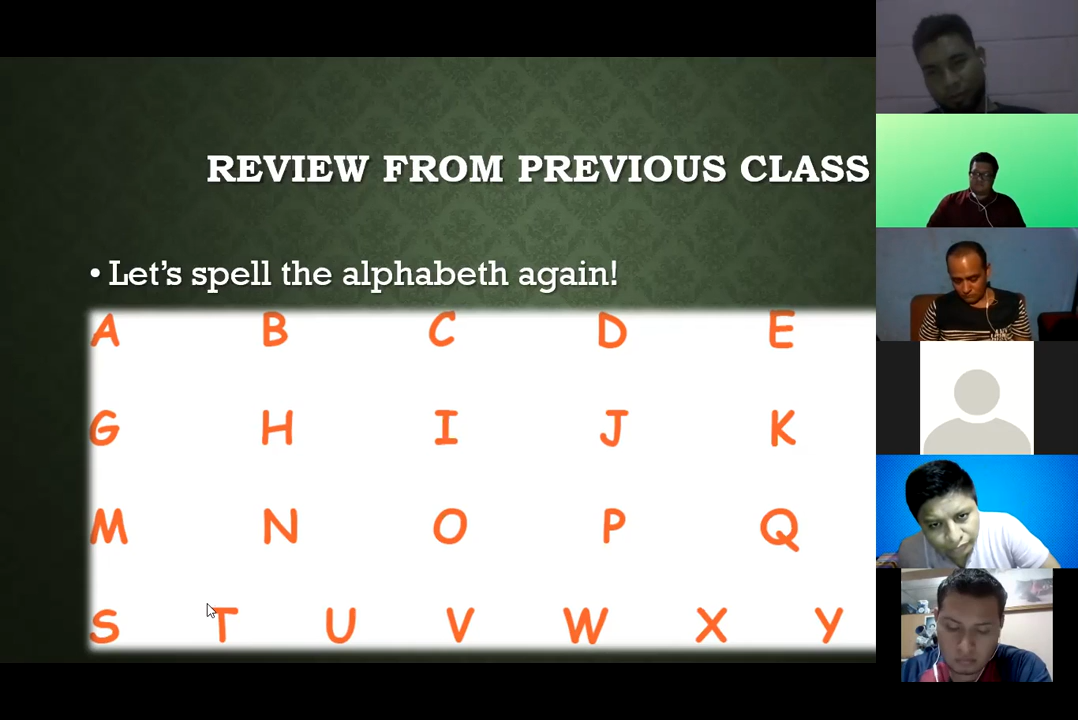 REVIEW FROM PREVIOUS CLASS
• Let's spell the alphabeth again!
A B C D E
G H I J K
M N O P Q
S T U V W X Y